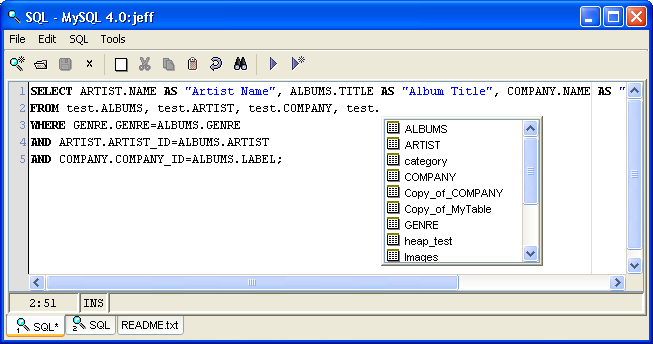 SQL - MySQL 4.0:jeff
File Edit SQL Tools
1 SELECT ARTIST.NAME AS "Artist Name", ALBUMS.TITLE AS "Album Title", COMPANY.NAME AS "
2 FROM test.ALBUMS, test.ARTIST, test.COMPANY, test.
3 WHERE GENRE.GENRE=ALBUMS.GENRE
4 AND ARTIST.ARTIST_ID=ALBUMS.ARTIST
5 AND COMPANY.COMPANY_ID=ALBUMS.LABEL;
ALBUMS
ARTIST
category
COMPANY
Copy_of_COMPANY
Copy_of_MyTable
GENRE
heap_test
Images
2:51 INS
1 SQL* 2 SQL README.txt